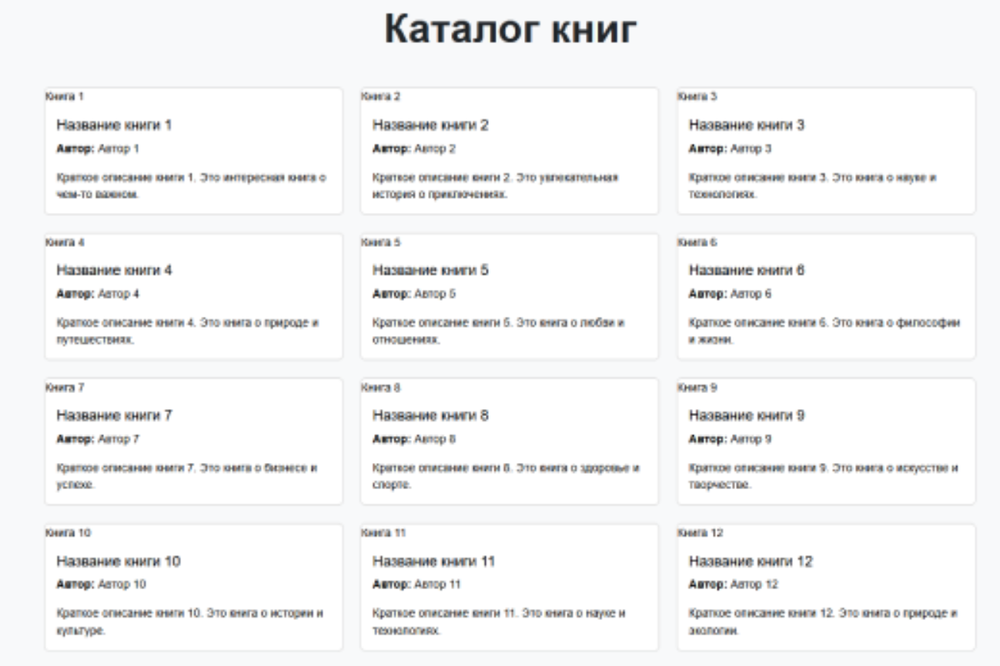 Каталог книг
Книга 1
Название книги 1
Автор: Автор 1
Краткое описание книги 1. Это интересная книга о
чем-то важном.
Книга 2
Название книги 2
Автор: Автор 2
Краткое описание книги 2. Это увлекательная
история о приключениях.
Книга 3
Название книги 3
Автор: Автор 3
Краткое описание книги 3. Это книга о науке и
технологиях.
Книга 4
Название книги 4
Автор: Автор 4
Краткое описание книги 4. Это книга о природе и
путешествиях.
Книга 5
Название книги 5
Автор: Автор 5
Краткое описание книги 5. Это книга о любви и
отношениях.
Книга 6
Название книги 6
Автор: Автор 6
Краткое описание книги 6. Это книга о философии
и жизни.
Книга 7
Название книги 7
Автор: Автор 7
Краткое описание книги 7. Это книга о бизнесе и
успехе.
Книга 8
Название книги 8
Автор: Автор 8
Краткое описание книги 8. Это книга о здоровье и
спорте.
Книга 9
Название книги 9
Автор: Автор 9
Краткое описание книги 9. Это книга о искусстве и
творчестве.
Книга 10
Название книги 10
Автор: Автор 10
Краткое описание книги 10. Это книга о истории и
культуре.
Книга 11
Название книги 11
Автор: Автор 11
Краткое описание книги 11. Это книга о науке и
технологиях.
Книга 12
Название книги 12
Автор: Автор 12
Краткое описание книги 12. Это книга о природе и
экологии.